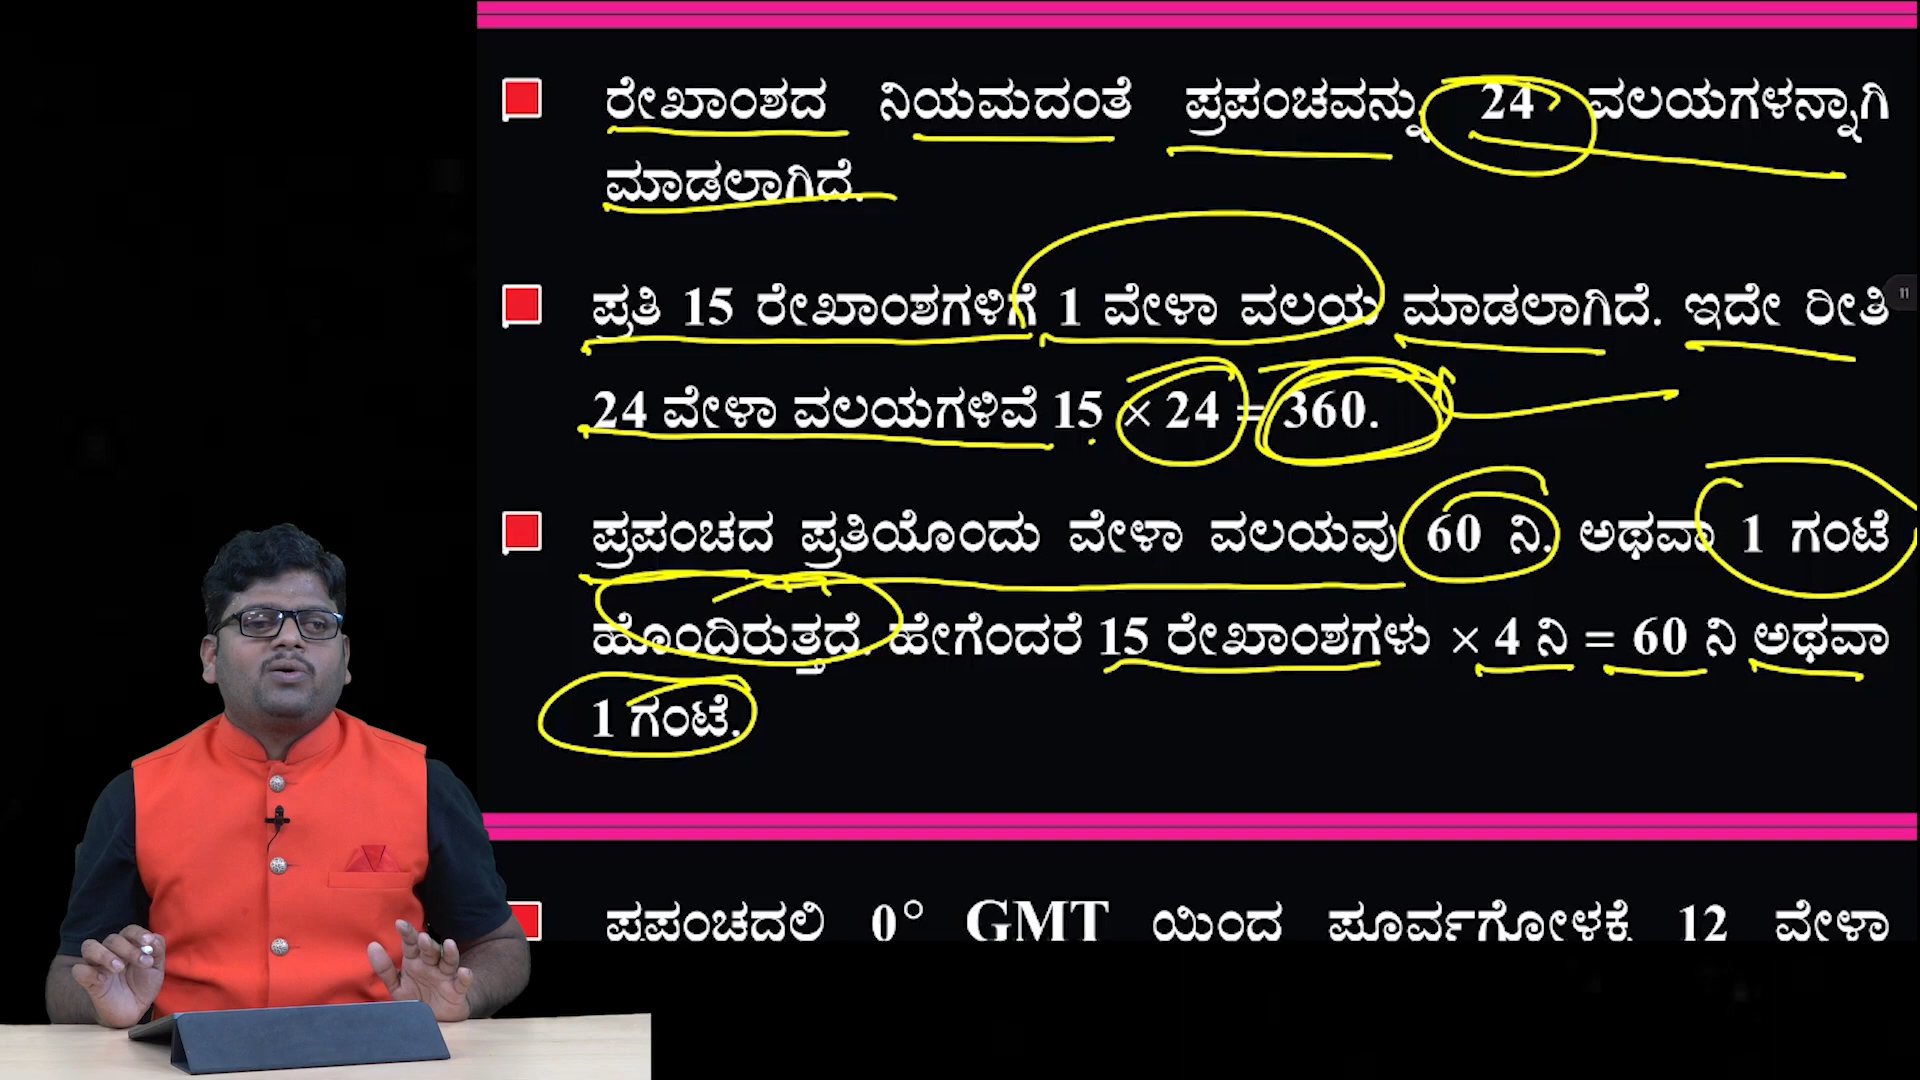 ರೇಖಾಂಶದ ನಿಯಮದಂತೆ ಪ್ರಪಂಚವನ್ನು 24 ವಲಯಗಳನ್ನಾಗಿ
ಮಾಡಲಾಗಿದೆ.
ಪ್ರತಿ 15 ರೇಖಾಂಶಗಳಿಗೆ 1 ವೇಳಾ ವಲಯ ಮಾಡಲಾಗಿದೆ. ಇದೇ ರೀತಿ
24 ವೇಳಾ ವಲಯಗಳಿವೆ 15 × 24 = 360.
ಪ್ರಪಂಚದ ಪ್ರತಿಯೊಂದು ವೇಳಾ ವಲಯವು 60 ನಿ. ಅಥವಾ 1 ಗಂಟೆ
ಹೊಂದಿರುತ್ತದೆ. ಹೇಗೆಂದರೆ 15 ರೇಖಾಂಶಗಳು × 4 ನಿ = 60 ನಿ ಅಥವಾ
1 ಗಂಟೆ.
ಪ್ರಪಂಚದಲ್ಲಿ 0° GMT ಯಿಂದ ಪೂರ್ವಗೋಳಕ್ಕೆ 12 ವೇಳಾ
11